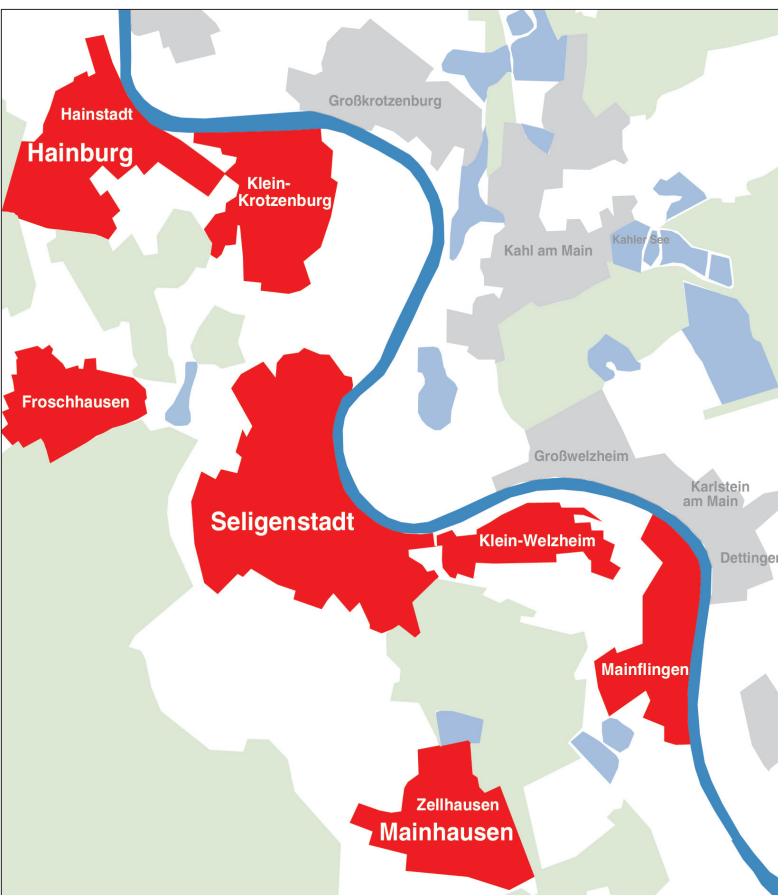 Großkrotzenburg
Hainstadt
Hainburg
Klein-
Krotzenburg
Kahler See
Kahl am Main
Froschhausen
Großwelzheim
Karlstein
am Main
Seligenstadt
Klein-Welzheim
Dettingen
Mainflingen
Zellhausen
Mainhausen